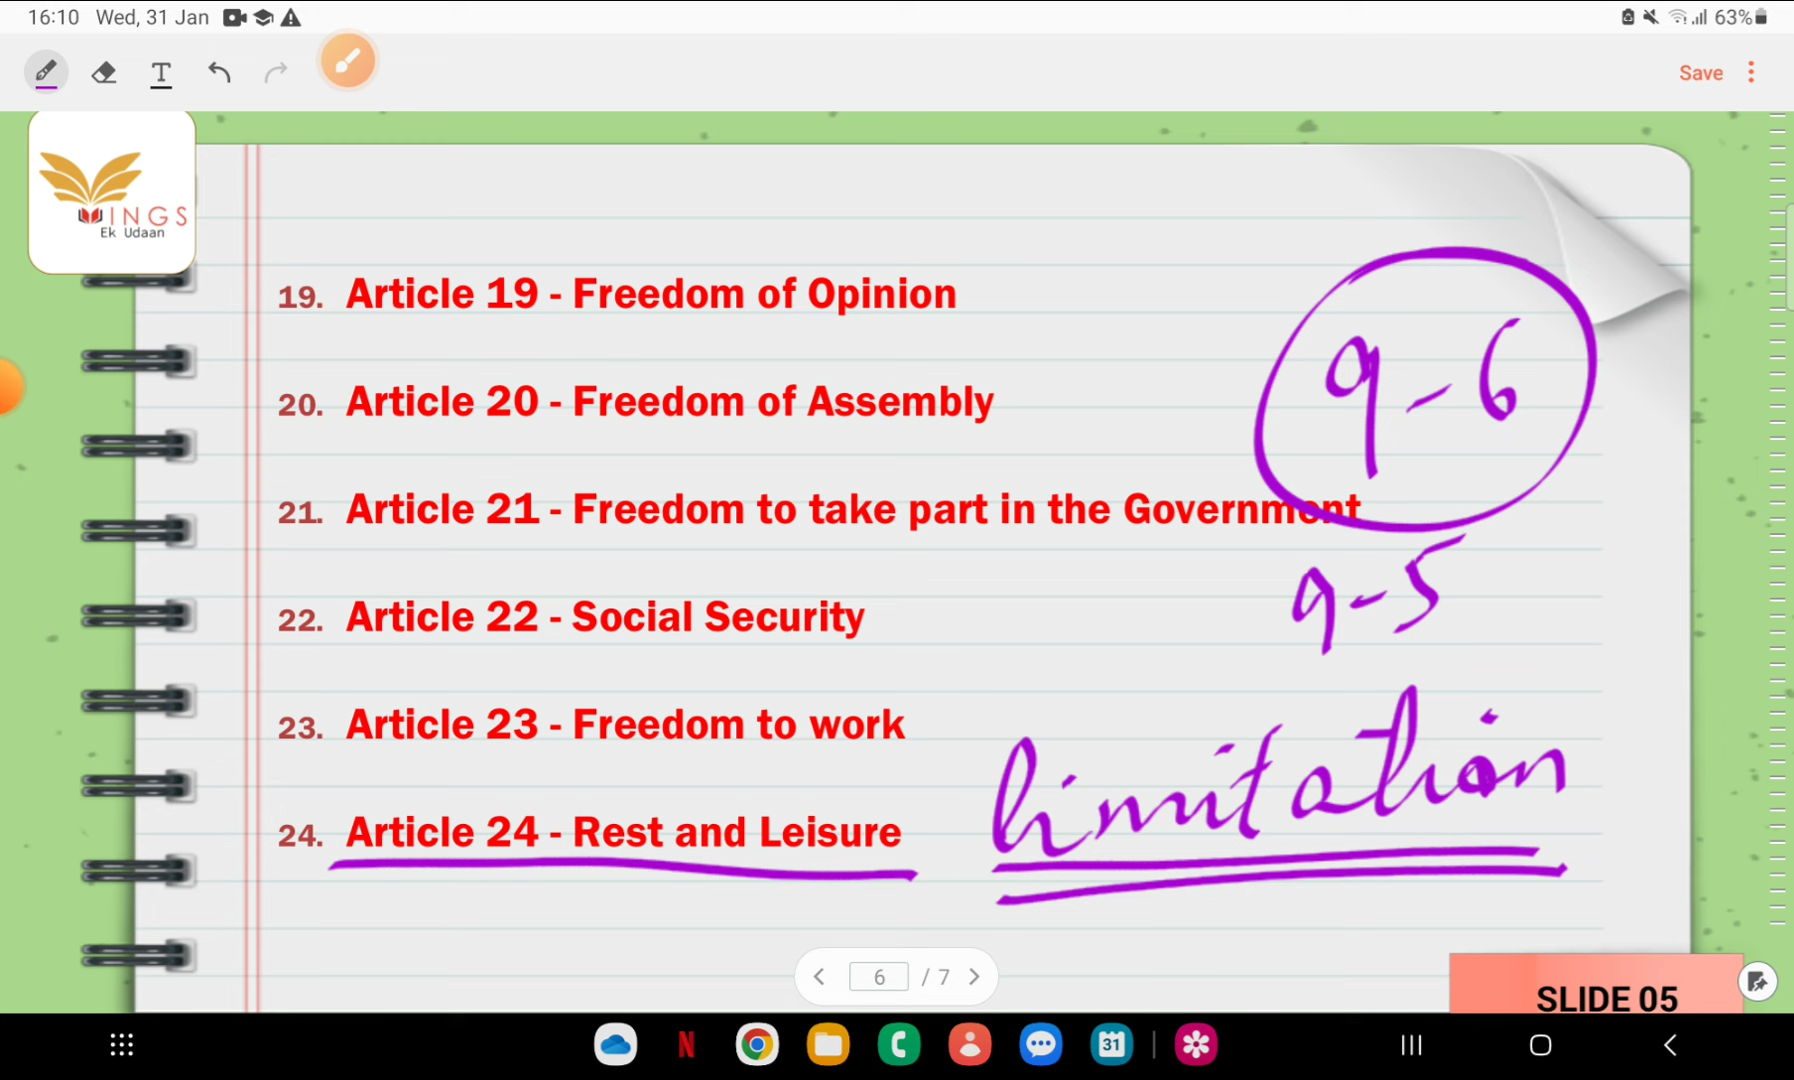 16:10 Wed, 31 Jan
63%
T
Save
WINGS
Ek Udaan
19. Article 19 - Freedom of Opinion
9-6
20. Article 20 - Freedom of Assembly
21. Article 21 - Freedom to take part in the Government
9-5
22. Article 22 - Social Security
23. Article 23 - Freedom to work
limitation
24. Article 24 - Rest and Leisure
6 / 7
SLIDE 05
N
31